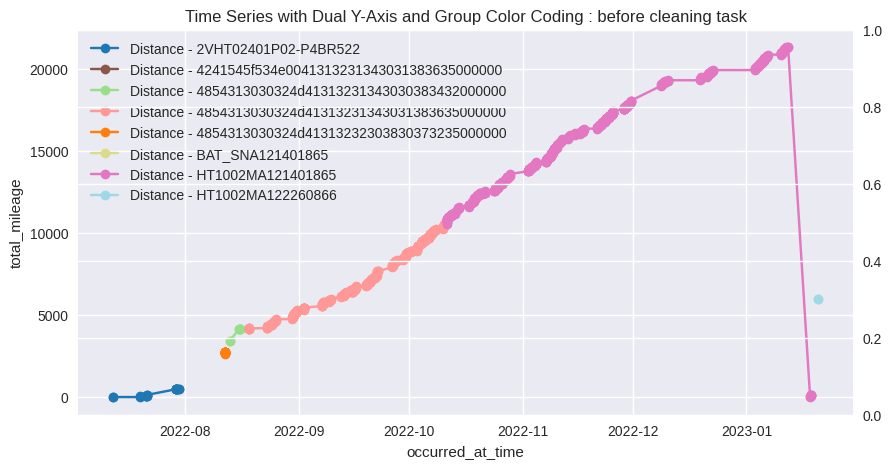 Time Series with Dual Y-Axis and Group Color Coding : before cleaning task
Distance - 2VHT02401P02-P4BR522
Distance - 4241545f534e0041313231343031383635000000
Distance - 4854313030324d41313231343030383432000000
Distance - 4854313030324d41313231343031383635000000
Distance - 4854313030324d41313232303830373235000000
Distance - BAT_SNA121401865
Distance - HT1002MA121401865
Distance - HT1002MA122260866
total_mileage
20000
15000
10000
5000
0
1.0
0.8
0.6
0.4
0.2
0.0
2022-08
2022-09
2022-10
2022-11
2022-12
2023-01
occurred_at_time